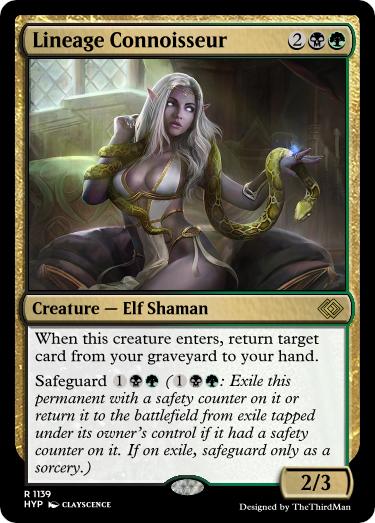 Lineage Connoisseur 2
Creature — Elf Shaman
When this creature enters, return target
card from your graveyard to your hand.
Safeguard 1 (1: Exile this
permanent with a safety counter on it or
return it to the battlefield from exile tapped
under its owner's control if it had a safety
counter on it. If on exile, safeguard only as a
sorcery.)
2/3
R 1139
HYP CLAYSCIENCE
Designed by TheThirdMan